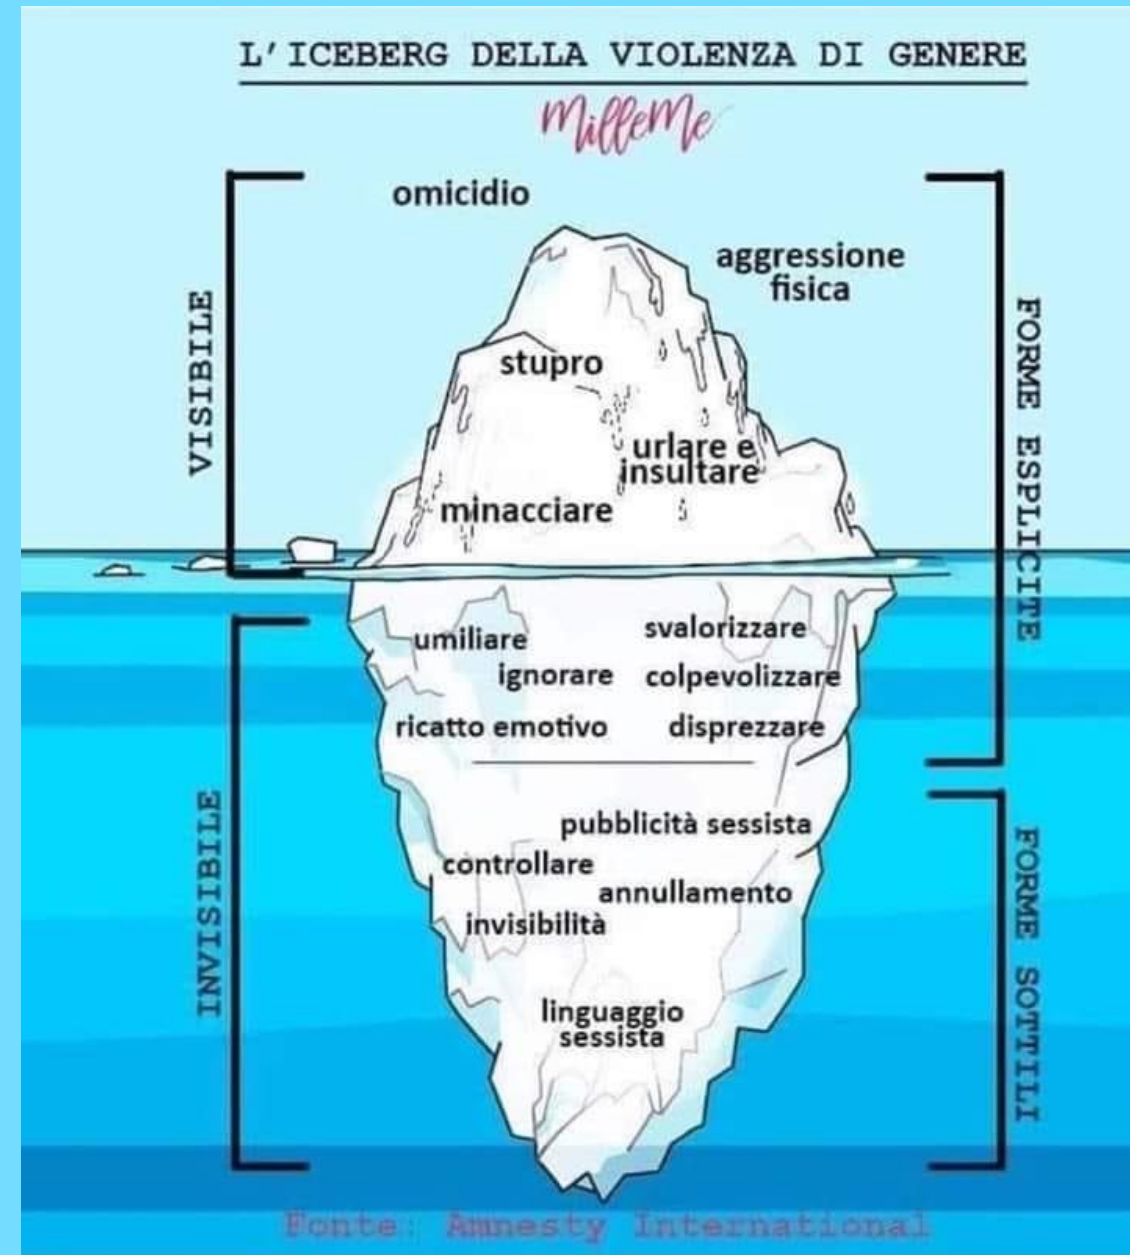 L'ICEBERG DELLA VIOLENZA DI GENERE
MilleMe
omicidio
aggressione
fisica
stupro
urlare e
insultare
minacciare
VISIBILE
FORME ESPLICITE
umiliare
svalorizzare
ignorare
colpevolizzare
ricatto emotivo
disprezzare
pubblicità sessista
controllare
annullamento
invisibilità
linguaggio
sessista
INVISIBILE
FORME SOTTILI
Fonte: Amnesty International